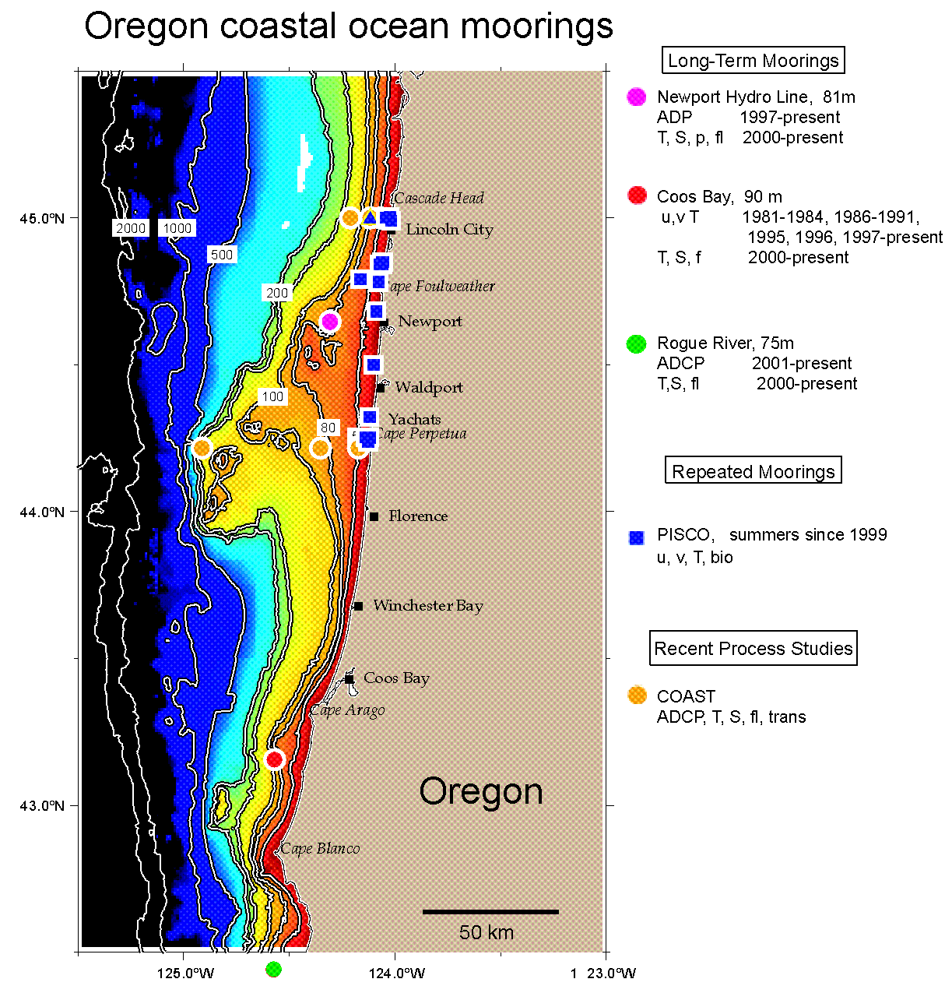 Oregon coastal ocean moorings
Long-Term Moorings
Newport Hydro Line, 81m
ADP 1997-present
T, S, p, fl 2000-present
Coos Bay, 90 m
u,v T 1981-1984, 1986-1991,
1995, 1996, 1997-present
T, S, f 2000-present
Rogue River, 75m
ADCP 2001-present
T,S, fl 2000-present
Repeated Moorings
PISCO, summers since 1999
u, v, T, bio
Recent Process Studies
COAST
ADCP, T, S, fl, trans
Cascade Head
45.0°N
2000
1000
Lincoln City
500
ape Foulweather
200
Newport
Waldport
100
Yachats
80
Cape Perpetua
44.0°N
Florence
Winchester Bay
Coos Bay
Cape Arago
Oregon
43.0°N
Cape Blanco
50 km
125.0°W
124.0°W
1 23.0°W